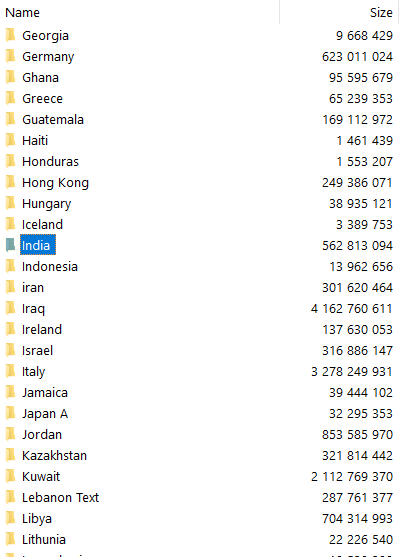 Name Size
Georgia 9 668 429
Germany 623 011 024
Ghana 95 595 679
Greece 65 239 353
Guatemala 169 112 972
Haiti 1 461 439
Honduras 1 553 207
Hong Kong 249 386 071
Hungary 38 935 121
Iceland 3 389 753
India 562 813 094
Indonesia 13 962 656
iran 301 620 464
Iraq 4 162 760 611
Ireland 137 630 053
Israel 316 886 147
Italy 3 278 249 931
Jamaica 39 444 102
Japan A 32 295 353
Jordan 853 585 970
Kazakhstan 321 814 442
Kuwait 2 112 769 370
Lebanon Text 287 761 377
Libya 704 314 993
Lithunia 22 226 540